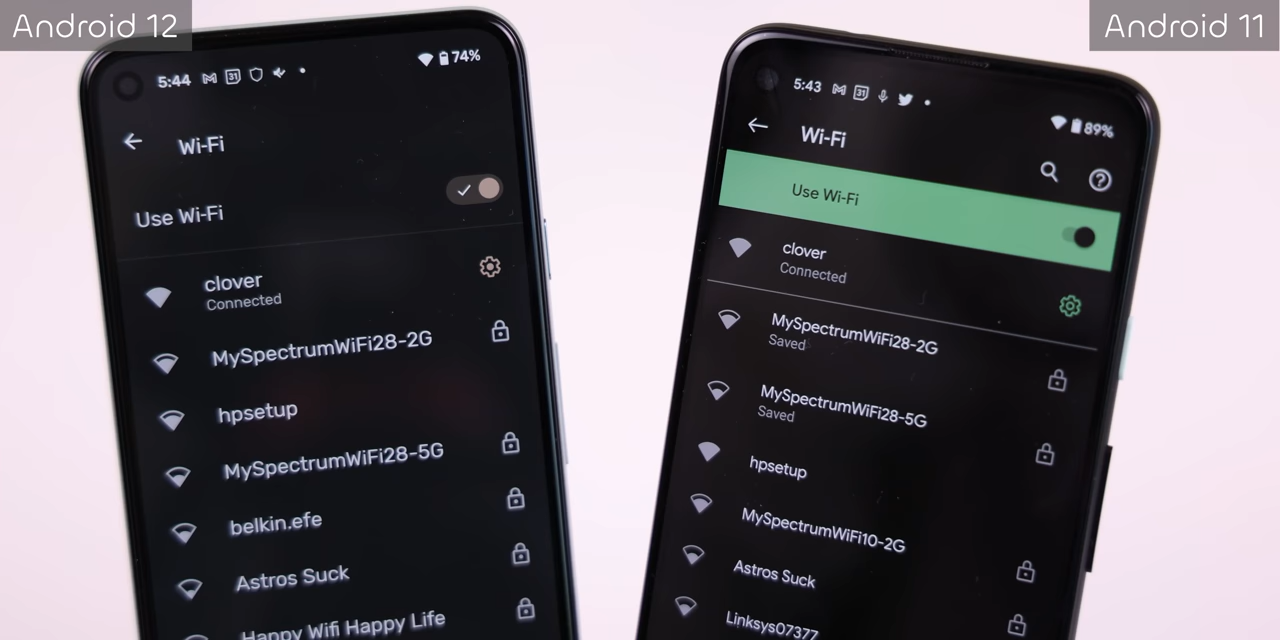 Android 12
5:44
31
74%
Wi-Fi
Use Wi-Fi
clover
Connected
MySpectrumWiFi28-2G
hpsetup
MySpectrumWiFi28-5G
belkin.efe
Astros Suck
Happy Wifi Happy Life
Android 11
5:43
31
89%
Wi-Fi
Use Wi-Fi
clover
Connected
MySpectrumWiFi28-2G
Saved
MySpectrumWiFi28-5G
Saved
hpsetup
MySpectrumWiFi10-2G
Astros Suck
Linksys07377